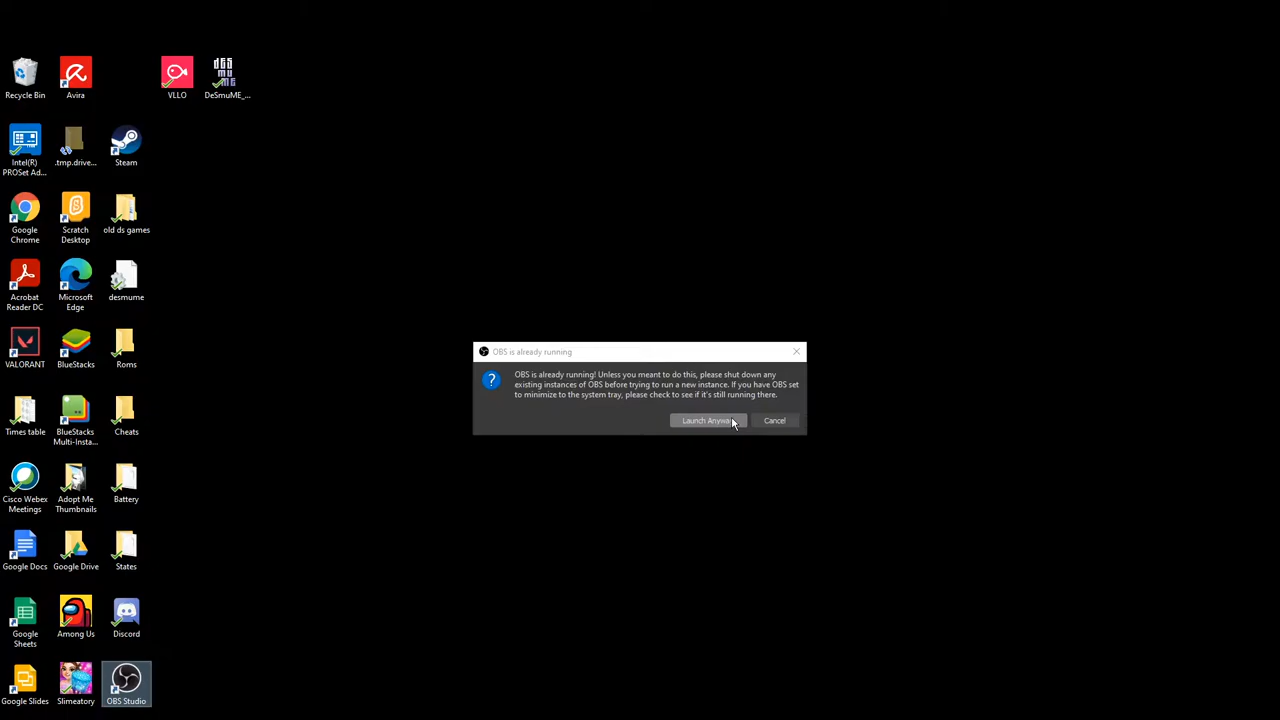 Recycle Bin
Avira
VLLO
DeSmuME_...
Intel(R)
PROSet Ad...
.tmp.drive...
Steam
Google
Chrome
Scratch
Desktop
old ds games
Acrobat
Reader DC
Microsoft
Edge
desmume
VALORANT
BlueStacks
Roms
Times table
BlueStacks
Multi-Insta...
Cheats
Cisco Webex
Meetings
Adopt Me
Thumbnails
Battery
Google Docs
Google Drive
States
Google
Sheets
Among Us
Discord
Google Slides
Slimeatory
OBS Studio
OBS is already running
OBS is already running! Unless you meant to do this, please shut down any
existing instances of OBS before trying to run a new instance. If you have OBS set
to minimize to the system tray, please check to see if it's still running there.
Launch Anyway
Cancel